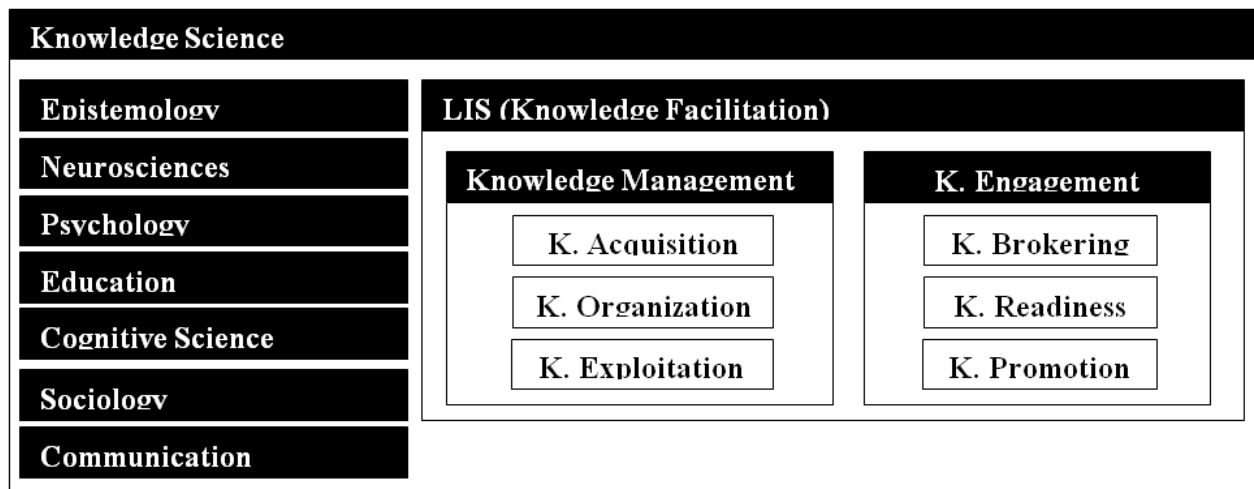 Knowledge Science
Epistemology
Neurosciences
Psychology
Education
Cognitive Science
Sociology
Communication
LIS (Knowledge Facilitation)
Knowledge Management
K. Acquisition
K. Organization
K. Exploitation
K. Engagement
K. Brokering
K. Readiness
K. Promotion